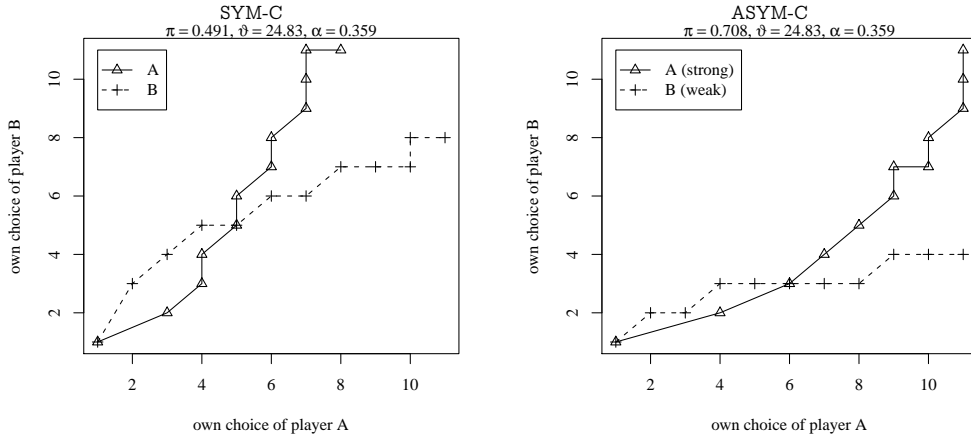 SYM-C
π = 0.491, ϑ = 24.83, α = 0.359
A
B
10
8
6
4
2
own choice of player B
2 4 6 8 10
own choice of player A
ASYM-C
π = 0.708, ϑ = 24.83, α = 0.359
A (strong)
B (weak)
10
8
6
4
2
own choice of player B
2 4 6 8 10
own choice of player A